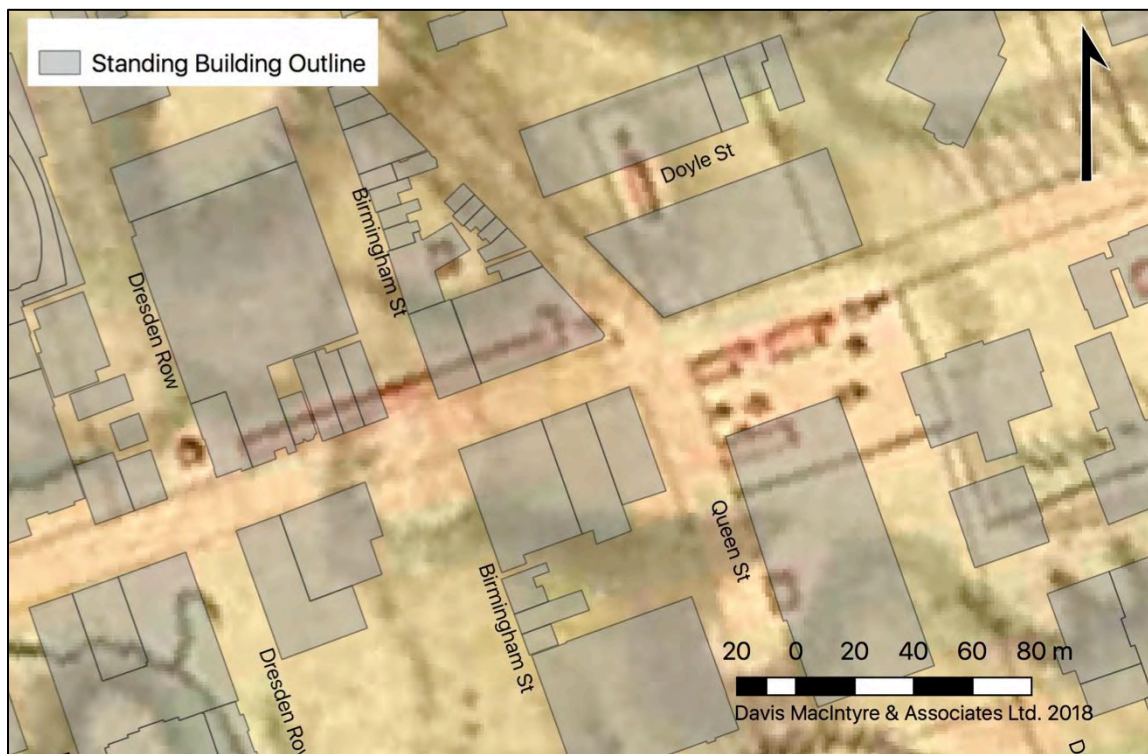 Standing Building Outline
Doyle St
Birmingham St
Dresden Row
Queen St
Birmingham St
Dresden Row
20 0 20 40 60 80 m
Davis MacIntyre & Associates Ltd. 2018
D